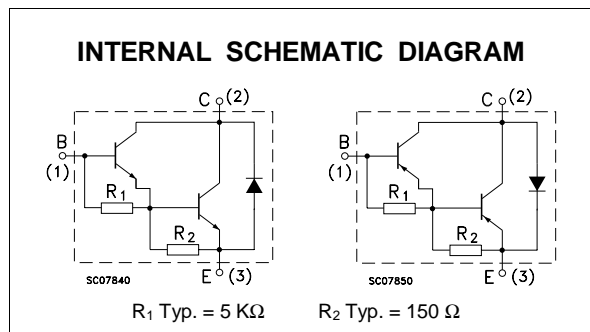 INTERNAL SCHEMATIC DIAGRAM
C (2)
B
(1)
R1
R2
SC07840
E (3)
C (2)
B
(1)
R1
R2
SC07850
E (3)
R1 Typ. = 5 KΩ R2 Typ. = 150 Ω